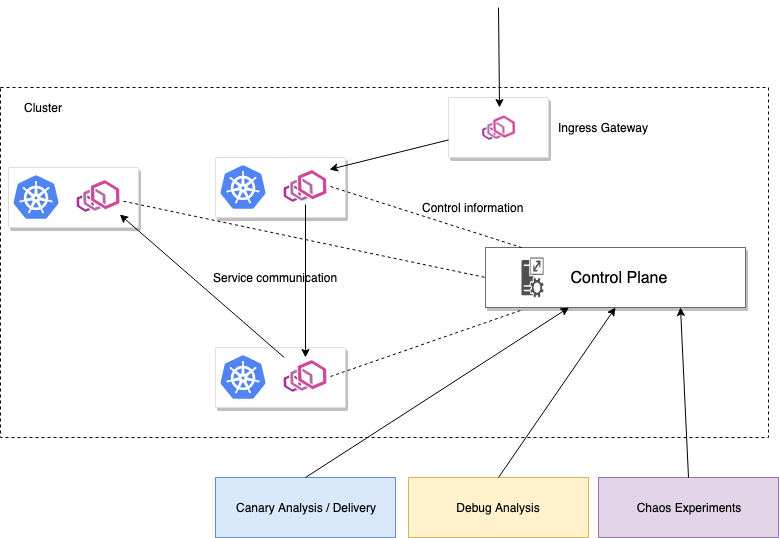 Cluster
Ingress Gateway
Control information
Service communication
Control Plane
Canary Analysis / Delivery
Debug Analysis
Chaos Experiments